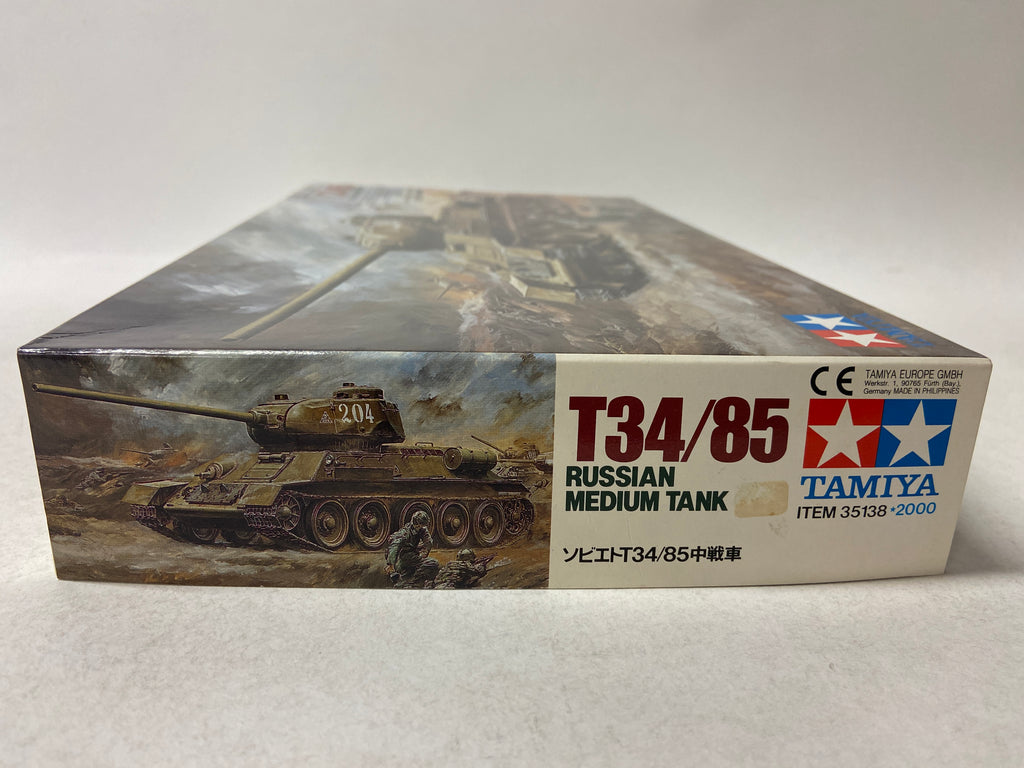 204
T34/85
RUSSIAN
MEDIUM TANK
ソビエトT34/85中戦車
CE
TAMIYA EUROPE GMBH
Werkstr. 1, 90765 Fürth (Bay.),
Germany MADE IN PHILIPPINES
TAMIYA
ITEM 35138 *2000